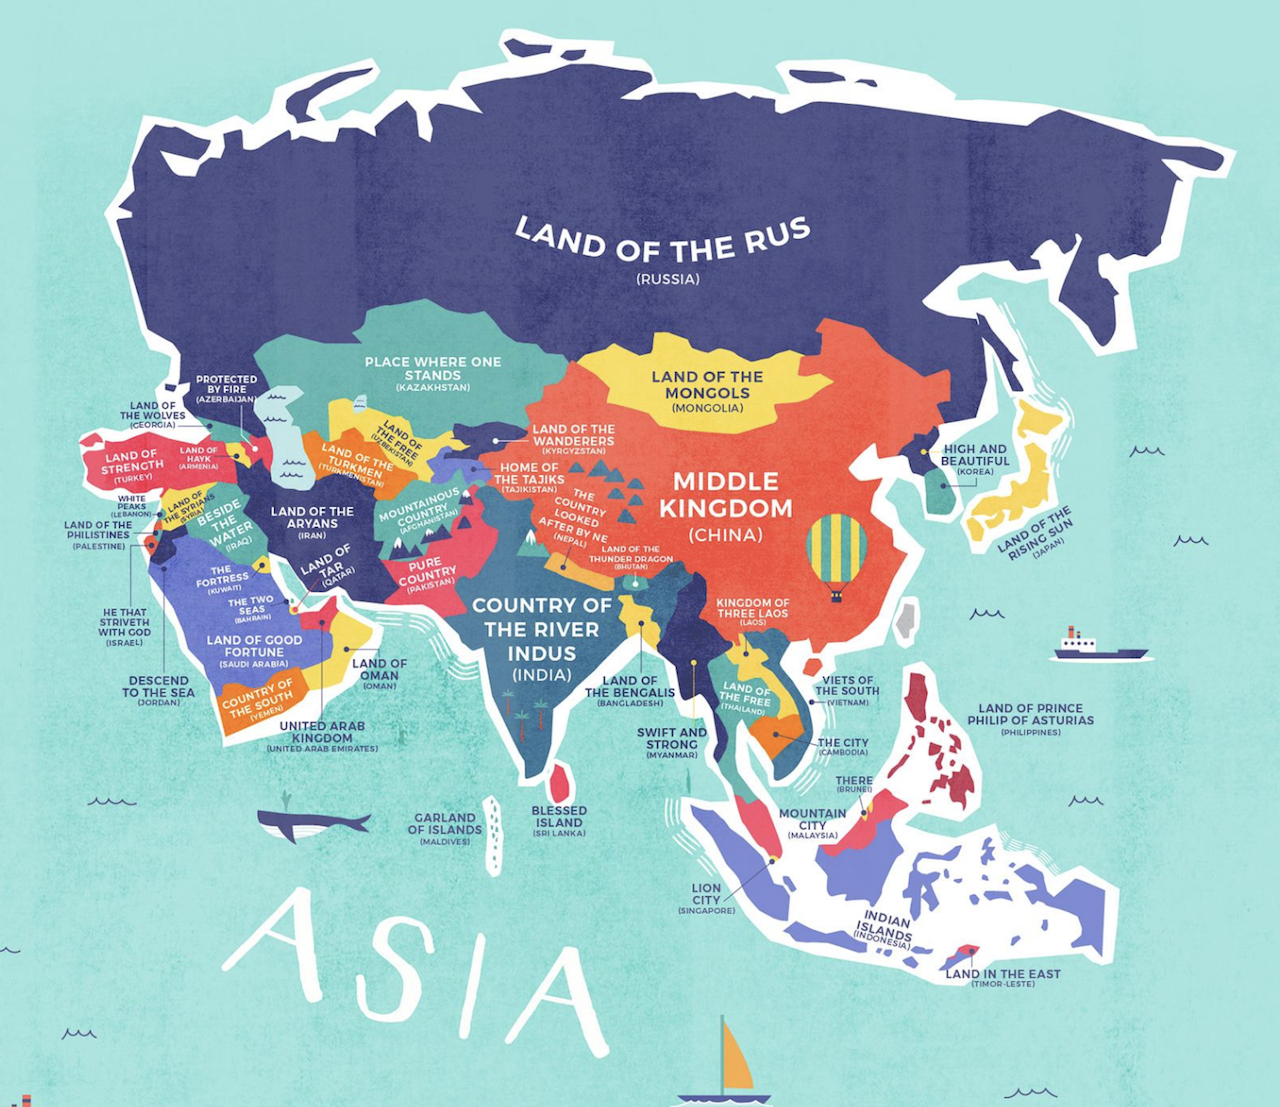 LAND OF THE RUS
(RUSSIA)
PLACE WHERE ONE
STANDS
(KAZAKHSTAN)
LAND OF THE
MONGOLS
(MONGOLIA)
PROTECTED
BY FIRE
(AZERBAIJAN)
LAND OF
THE WOLVES
(GEORGIA)
LAND OF
STRENGTH
(TURKEY)
LAND OF
HAYK
(ARMENIA)
LAND OF THE
TURKMEN
(TURKMENISTAN)
LAND OF
THE FREE
(UZBEKISTAN)
LAND OF THE
WANDERERS
(KYRGYZSTAN)
HOME OF
THE TAJIKS
(TAJIKISTAN)
MIDDLE
KINGDOM
(CHINA)
HIGH AND
BEAUTIFUL
(KOREA)
LAND OF THE
RISING SUN
(JAPAN)
WHITE
PEAKS
(LEBANON)
LAND OF
THE SYRIANS
(SYRIA)
BESIDE
THE
WATER
(IRAQ)
LAND OF THE
PHILISTINES
(PALESTINE)
LAND OF THE
ARYANS
(IRAN)
MOUNTAINOUS
COUNTRY
(AFGHANISTAN)
THE
COUNTRY
LOOKED
AFTER BY NE
(NEPAL)
LAND OF THE
THUNDER DRAGON
(BHUTAN)
PURE
COUNTRY
(PAKISTAN)
LAND OF
TAR
(QATAR)
THE
FORTRESS
(KUWAIT)
THE TWO
SEAS
(BAHRAIN)
HE THAT
STRIVETH
WITH GOD
(ISRAEL)
LAND OF GOOD
FORTUNE
(SAUDI ARABIA)
DESCEND
TO THE SEA
(JORDAN)
COUNTRY OF
THE SOUTH
(YEMEN)
LAND OF
OMAN
(OMAN)
UNITED ARAB
KINGDOM
(UNITED ARAB EMIRATES)
COUNTRY OF
THE RIVER
INDUS
(INDIA)
KINGDOM OF
THREE LAOS
(LAOS)
LAND OF
THE BENGALIS
(BANGLADESH)
LAND OF
THE FREE
(THAILAND)
VIETS OF
THE SOUTH
(VIETNAM)
SWIFT AND
STRONG
(MYANMAR)
THE CITY
(CAMBODIA)
LAND OF PRINCE
PHILIP OF ASTURIAS
(PHILIPPINES)
THERE
(BRUNEI)
BLESSED
ISLAND
(SRI LANKA)
GARLAND
OF ISLANDS
(MALDIVES)
MOUNTAIN
CITY
(MALAYSIA)
LION
CITY
(SINGAPORE)
INDIAN
ISLANDS
(INDONESIA)
LAND IN THE EAST
(TIMOR-LESTE)
ASIA